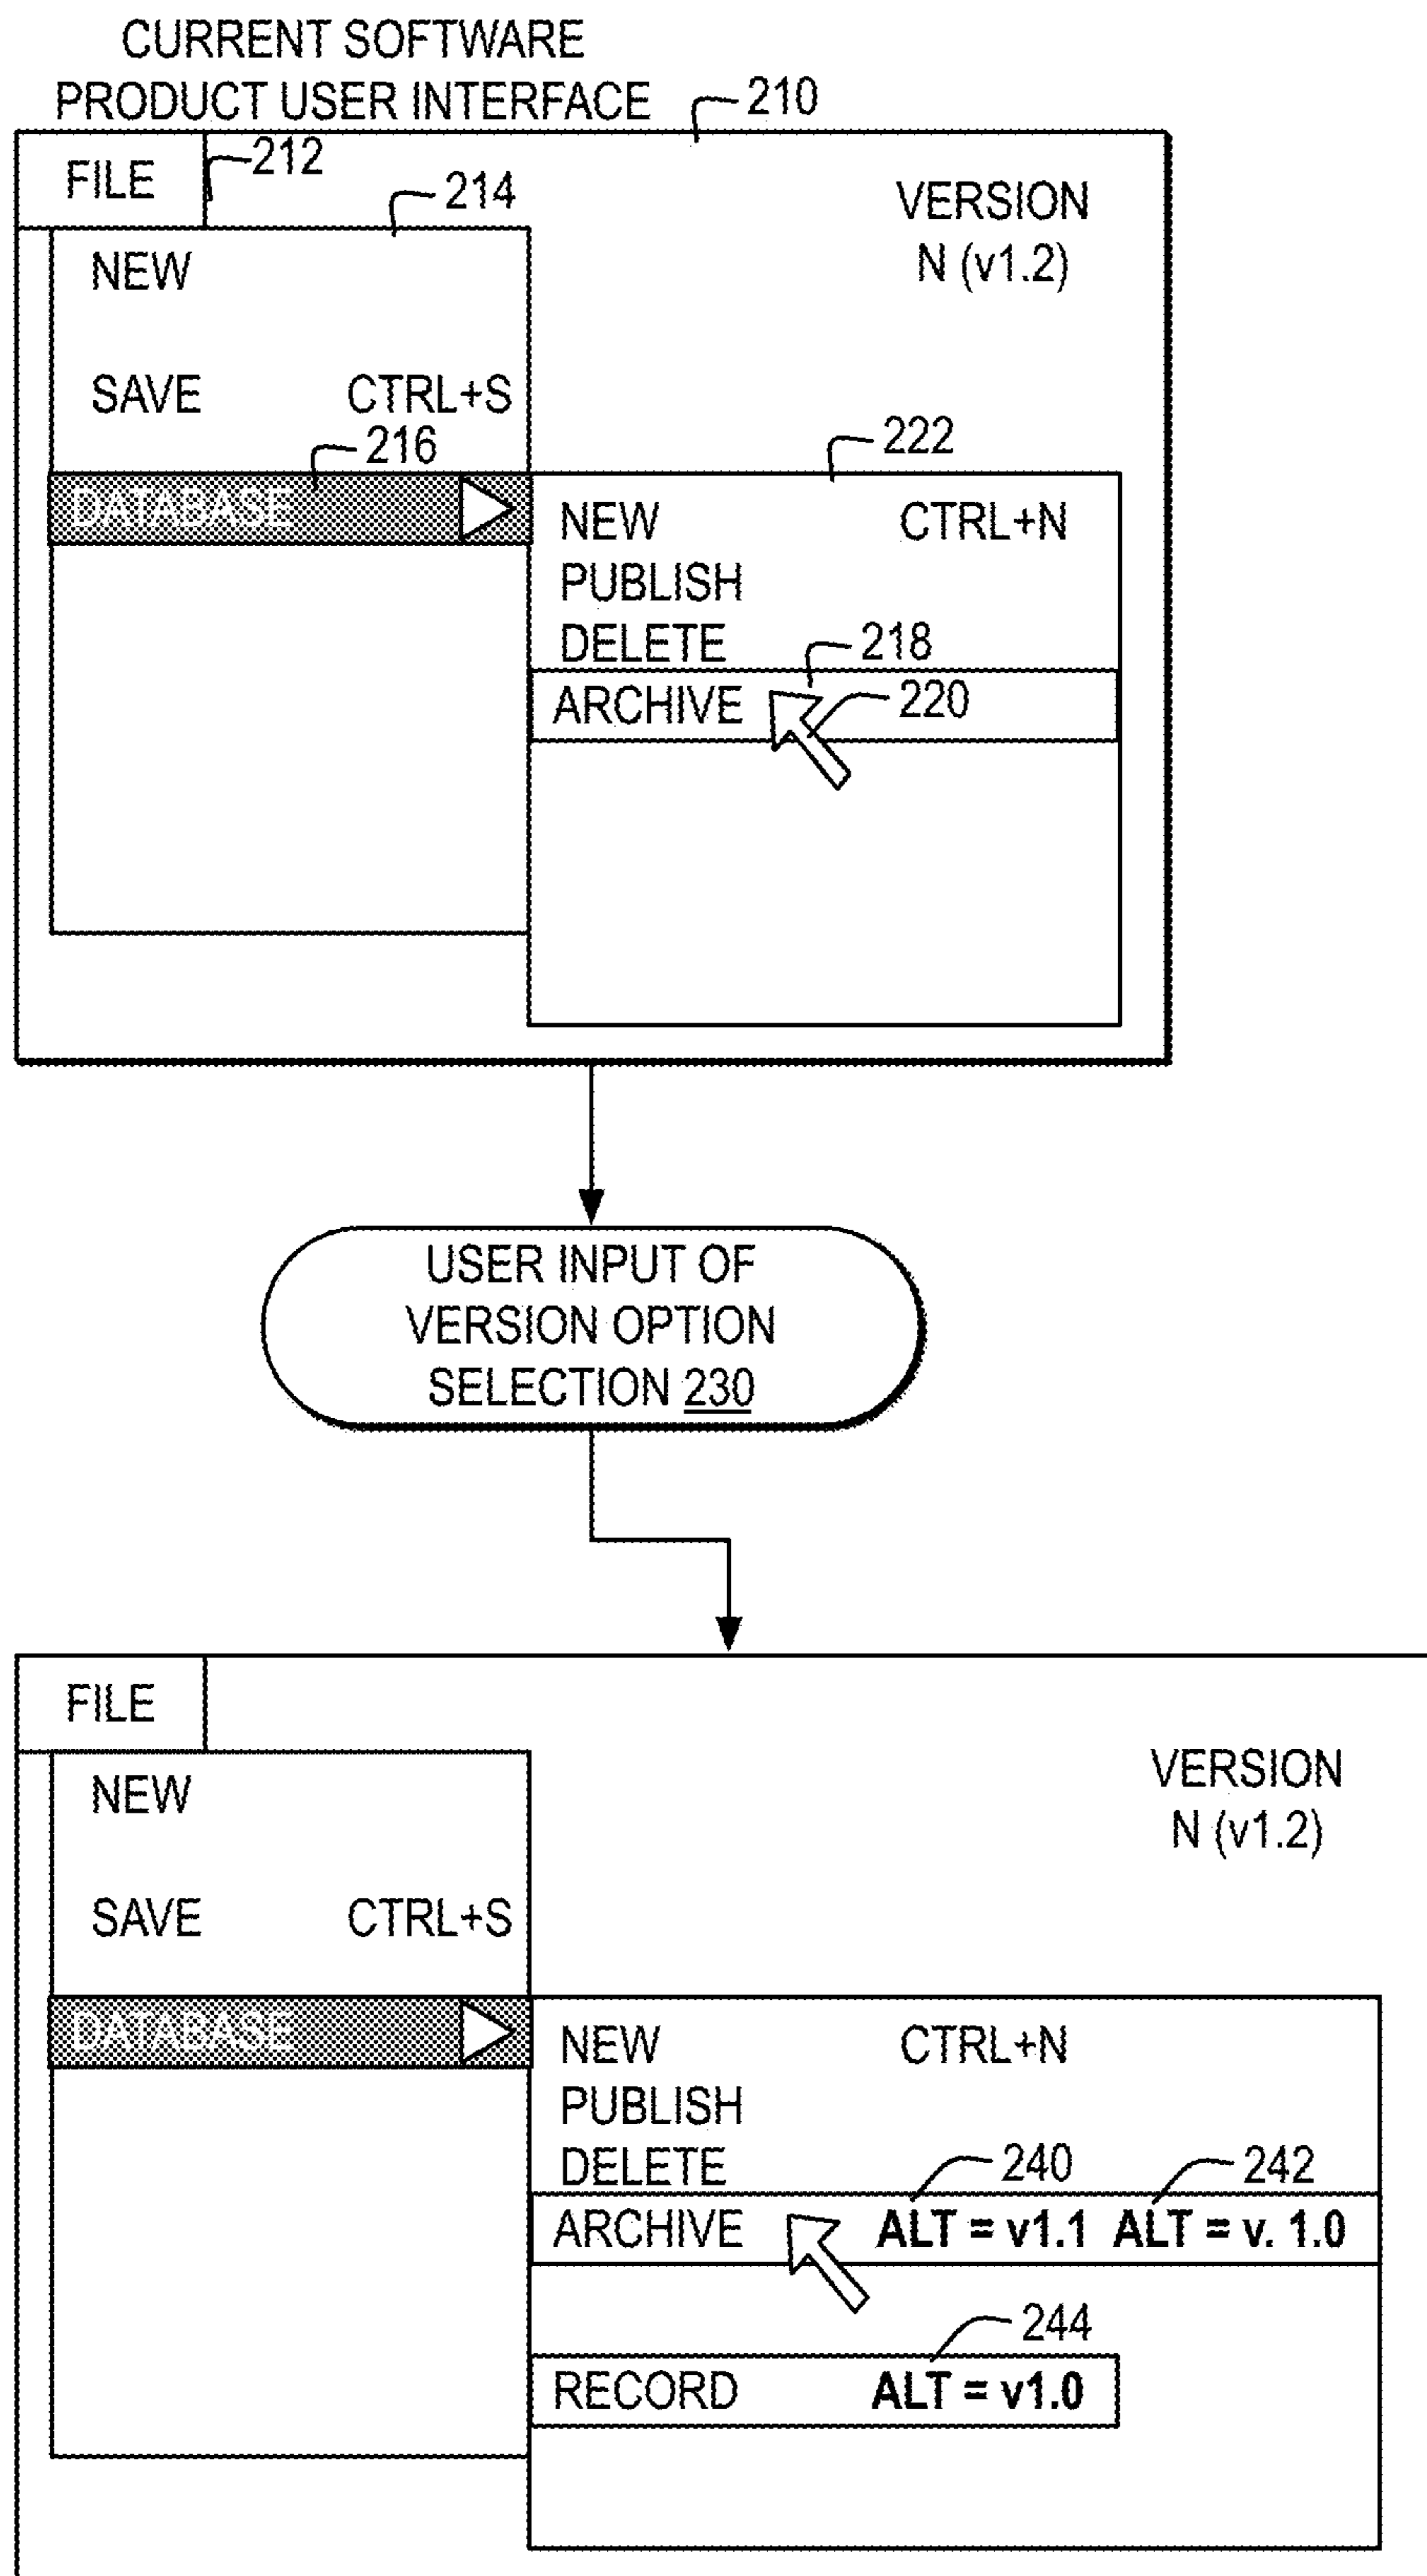 CURRENT SOFTWARE
PRODUCT USER INTERFACE 210
FILE 212
214
VERSION
N (v1.2)
NEW
SAVE CTRL+S
216
222
DATABASE
NEW CTRL+N
PUBLISH
DELETE 218
ARCHIVE 220
USER INPUT OF
VERSION OPTION
SELECTION 230
FILE
VERSION
N (v1.2)
NEW
SAVE CTRL+S
DATABASE
NEW CTRL+N
PUBLISH
DELETE 240 242
ARCHIVE ALT = v1.1 ALT = v. 1.0
244
RECORD ALT = v1.0